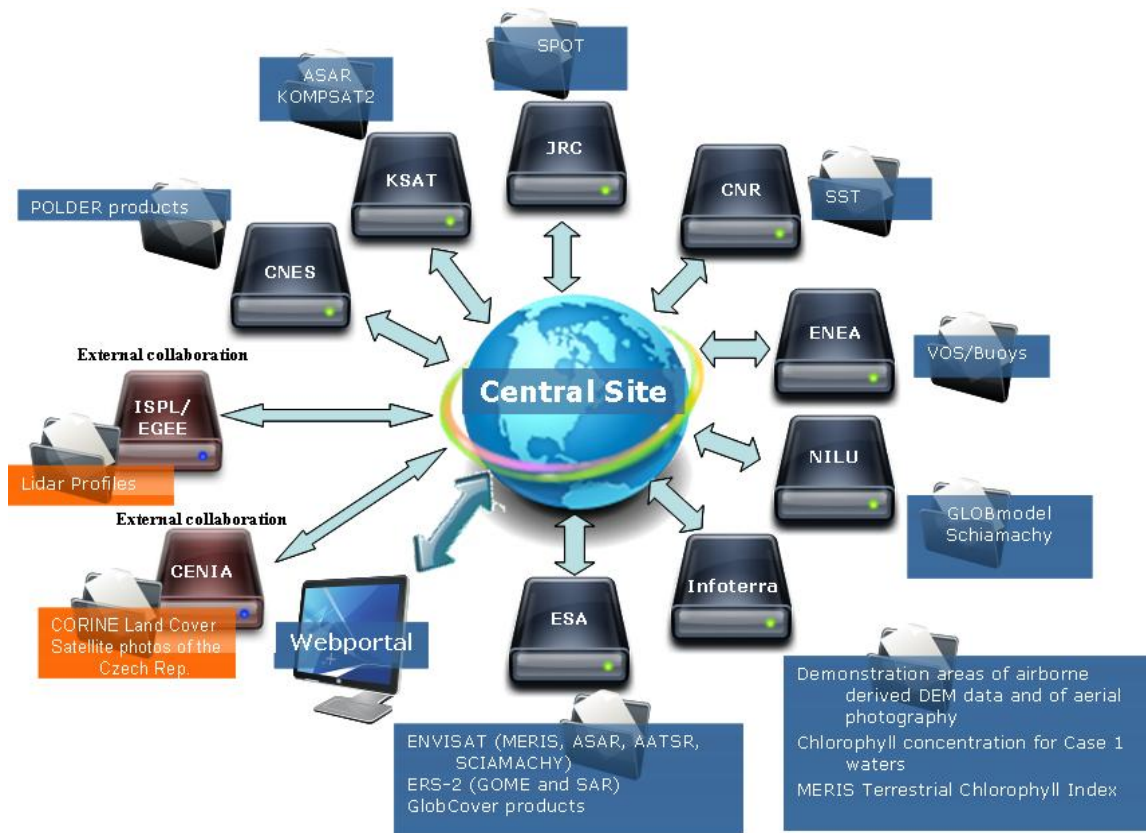 SPOT
ASAR
KOMPSAT2
JRC
KSAT
CNR
SST
POLDER products
CNES
ENEA
VOS/Buoys
External collaboration
ISPL/
EGEE
Central Site
Lidar Profiles
NILU
GLOBmodel
Schiamachy
External collaboration
CENIA
Infoterra
ESA
CORINE Land Cover
Satellite photos of the
Czech Rep.
Webportal
Demonstration areas of airborne
derived DEM data and of aerial
photography
Chlorophyll concentration for Case 1
waters
MERIS Terrestrial Chlorophyll Index
ENVISAT (MERIS, ASAR, AATSR,
SCIAMACHY)
ERS-2 (GOME and SAR)
GlobCover products